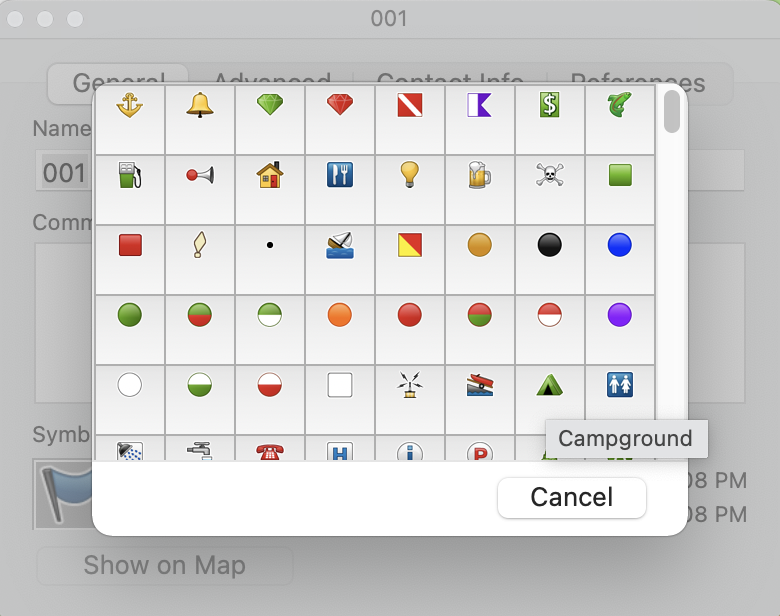 001
General Advanced Contact Info References
Name
001
Comm
$
Symb
H i P
Campground
08 PM
Cancel
08 PM
Show on Map